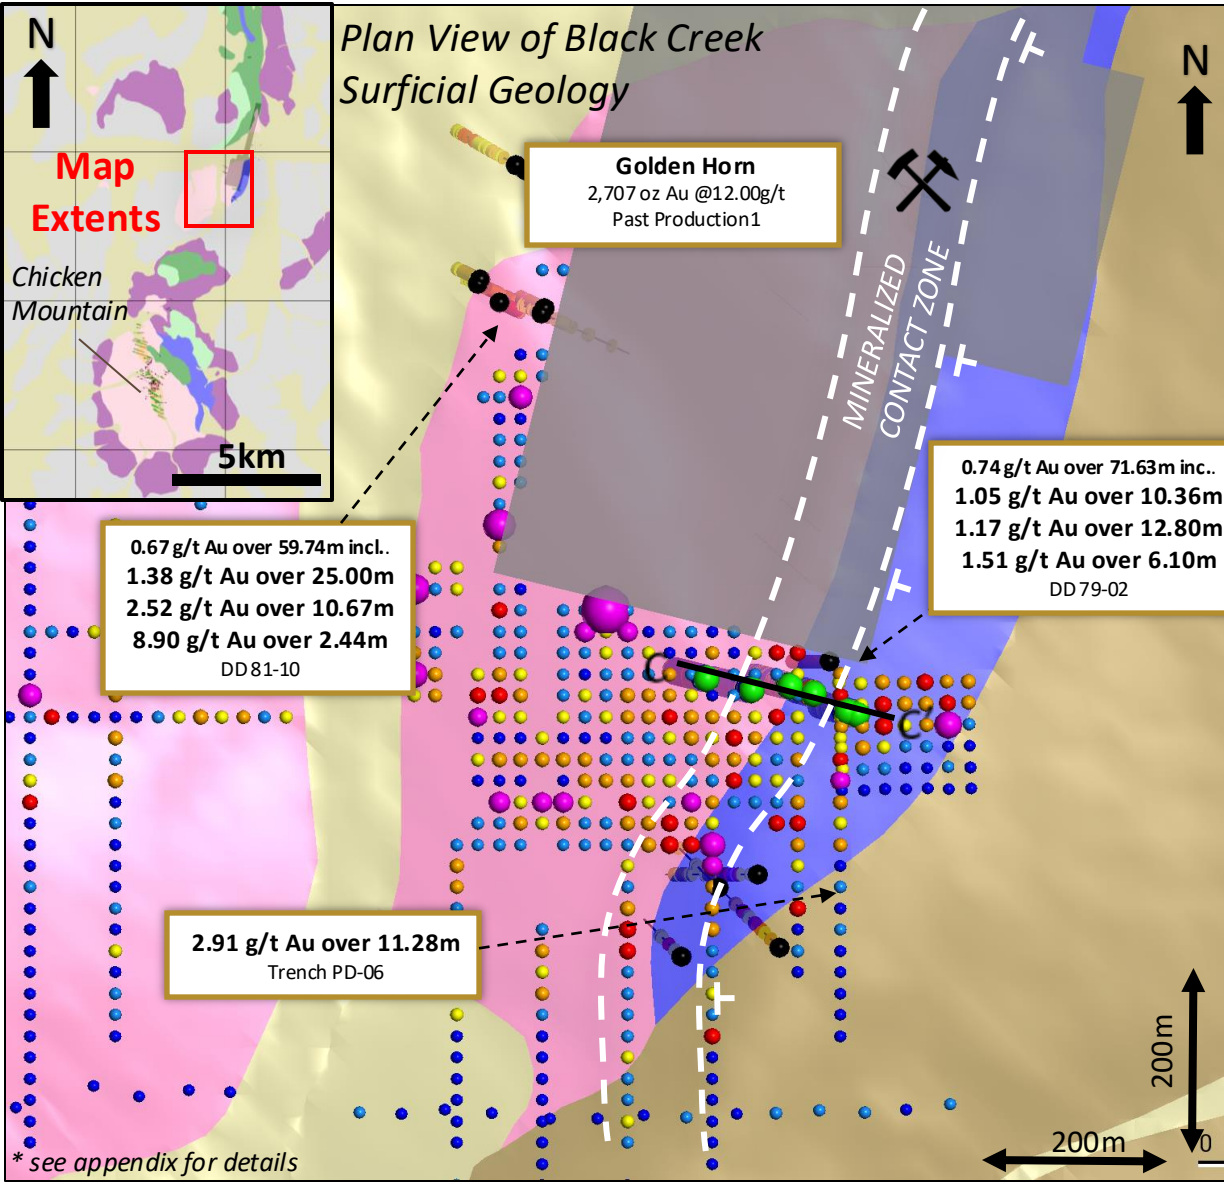 N
Plan View of Black Creek
Surficial Geology
N
Map
Extents
Chicken
Mountain
5km
Golden Horn
2,707 oz Au @12.00g/t
Past Production1
MINERALIZED
CONTACT ZONE
0.74 g/t Au over 71.63m inc..
1.05 g/t Au over 10.36m
1.17 g/t Au over 12.80m
1.51 g/t Au over 6.10m
DD 79-02
0.67 g/t Au over 59.74m incl..
1.38 g/t Au over 25.00m
2.52 g/t Au over 10.67m
8.90 g/t Au over 2.44m
DD 81-10
C
C'
2.91 g/t Au over 11.28m
Trench PD-06
200m
200m
0
* see appendix for details